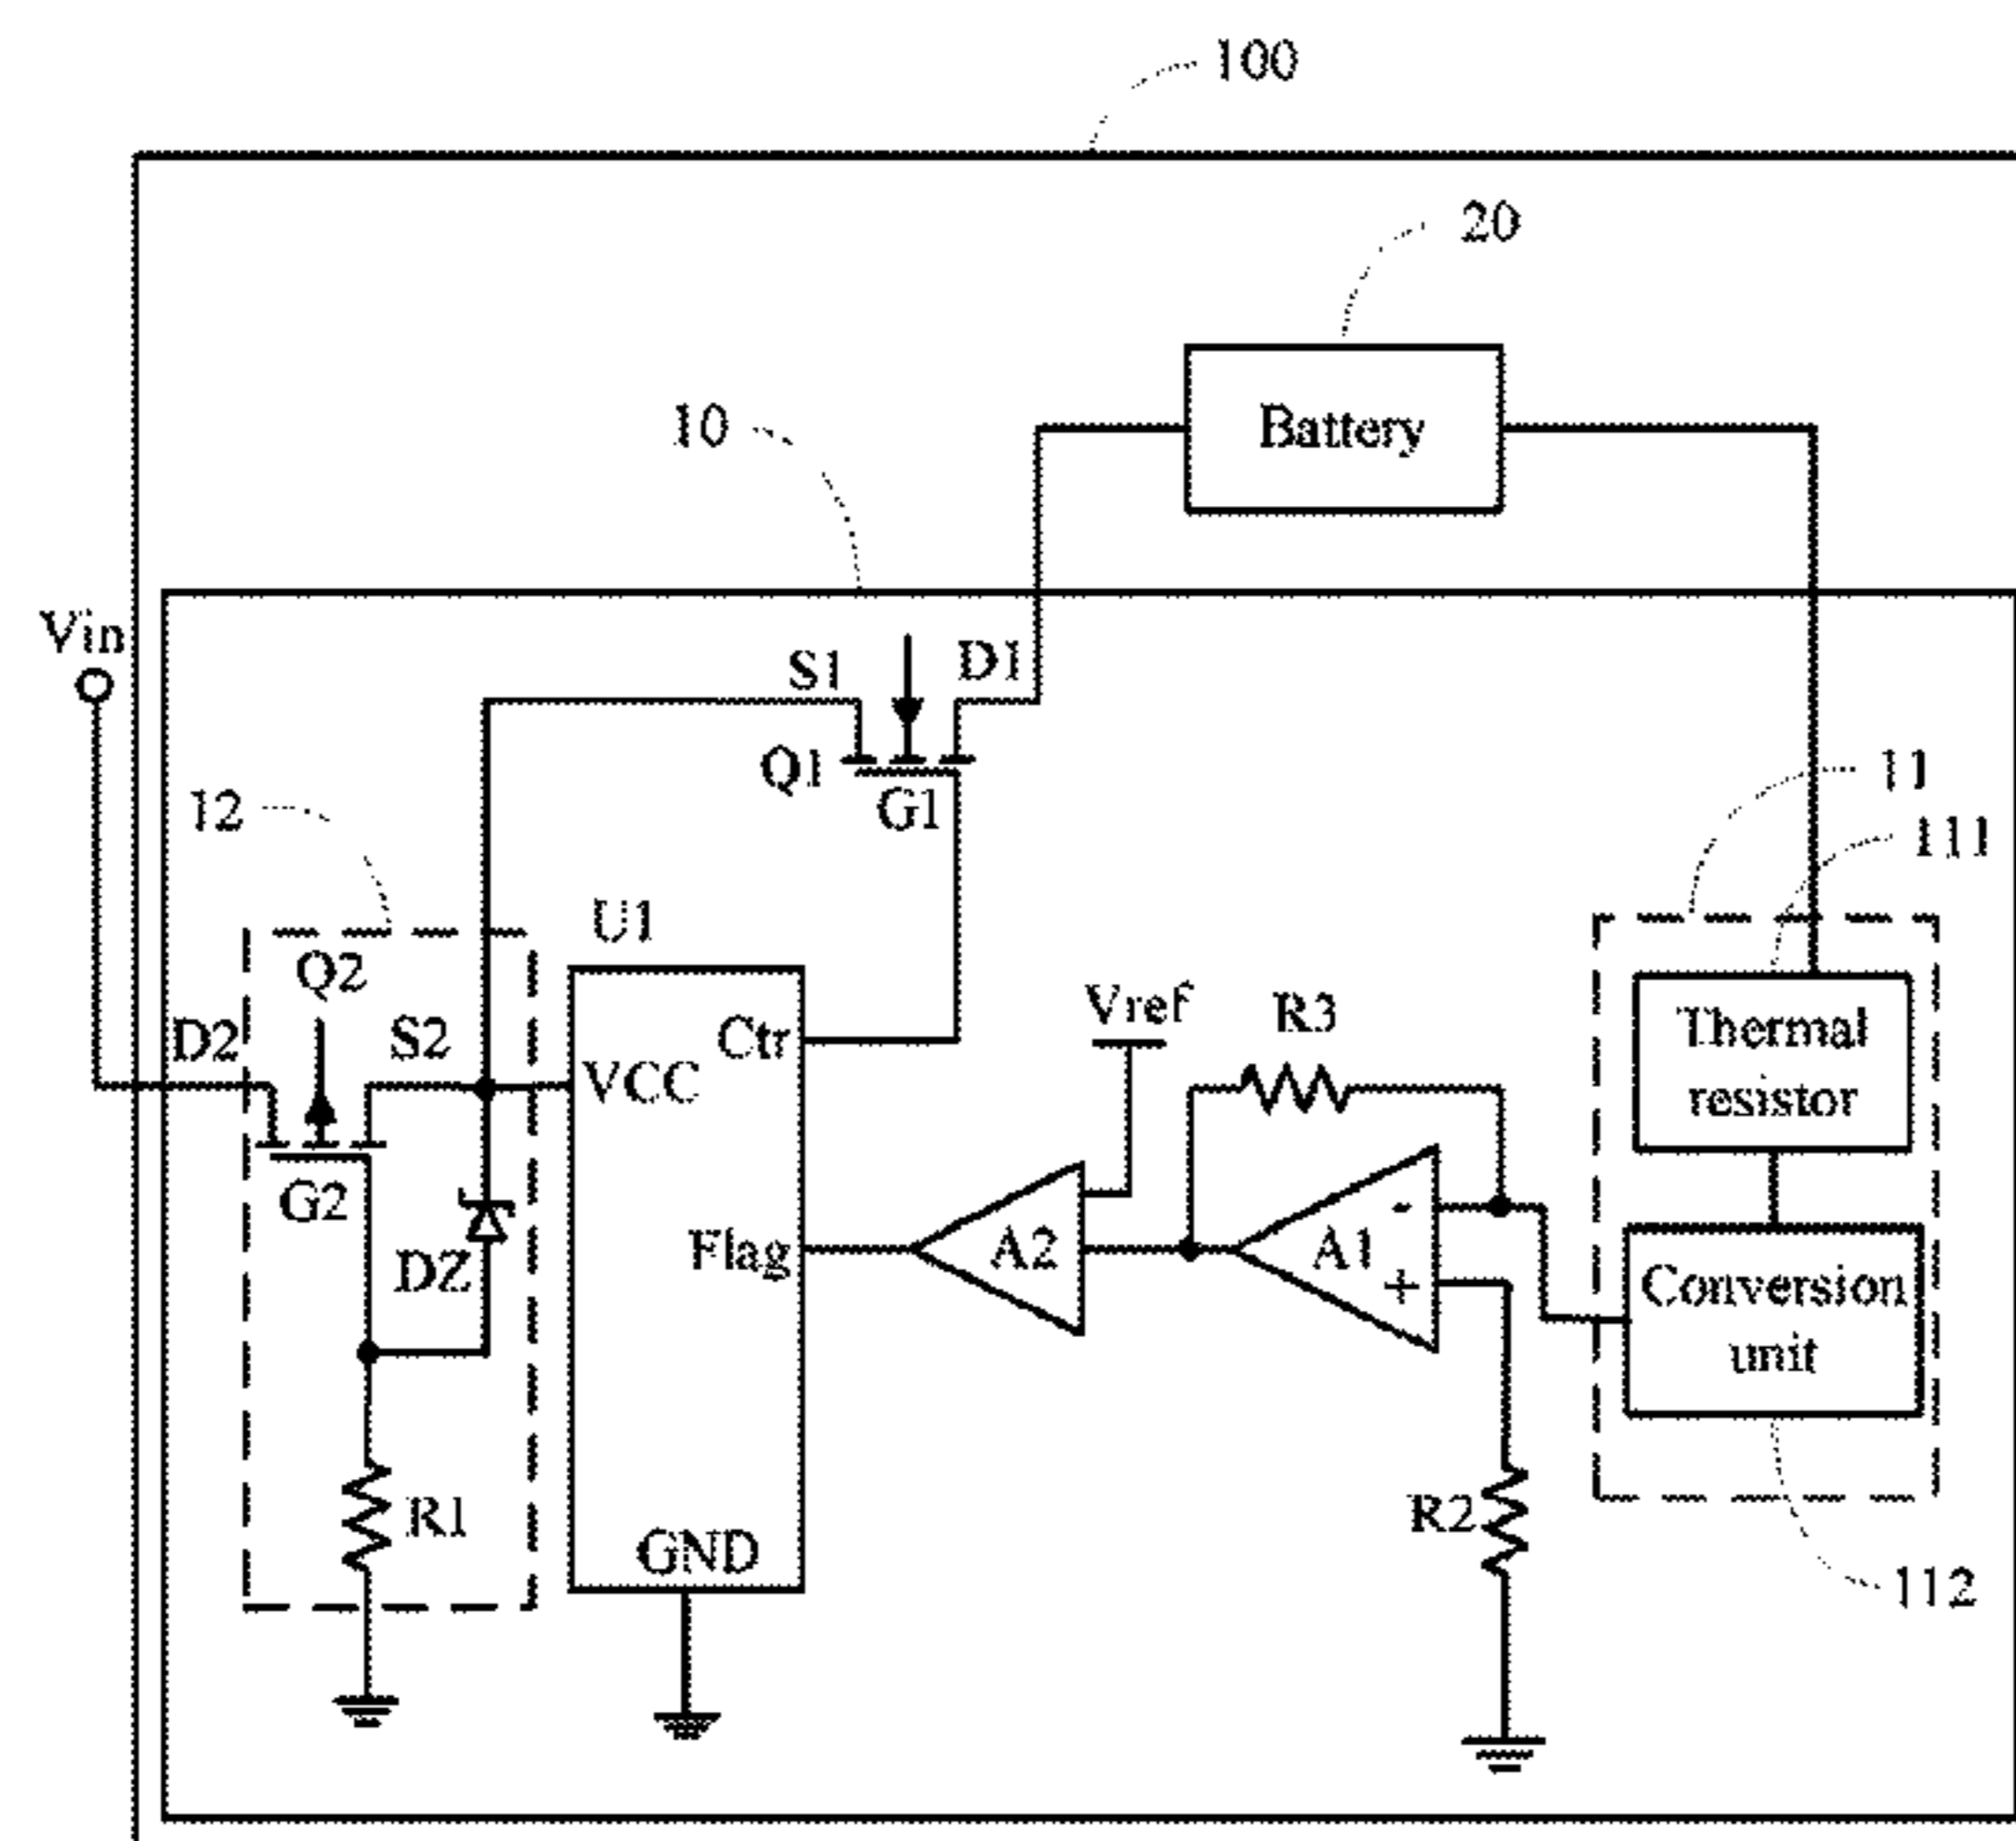 100
20
Battery
10
Vin
S1
D1
Q1
G1
11
111
12
U1
Q2
D2
S2
VCC
Ctr
Vref
R3
Thermal
resistor
G2
DZ
Flag
A2
A1
-
+
Conversion
unit
R1
R2
GND
112